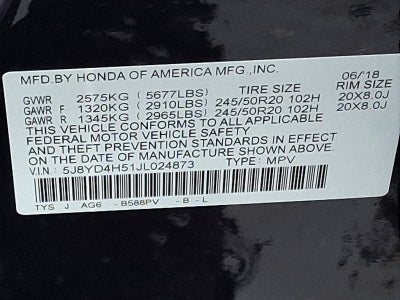 MFD.BY HONDA OF AMERICA MFG.,INC.
06/18
TIRE SIZE RIM SIZE
GVWR 2575KG ( 5677LBS)
GAWR F 1320KG ( 2910LBS) 245/50R20 102H 20X8.0J
GAWR R 1345KG ( 2965LBS) 245/50R20 102H 20X8.0J
THIS VEHICLE CONFORMS TO ALL APPLICABLE
FEDERAL MOTOR VEHICLE SAFETY
AND THEFT PREVENTION STANDARDS IN EFFECT
ON THE DATE OF MANUFACTURE SHOWN ABOVE.
V.I.N.: 5J8YD4H51JL024873 TYPE: MPV
TYS J AG6 - B588PV - B - L